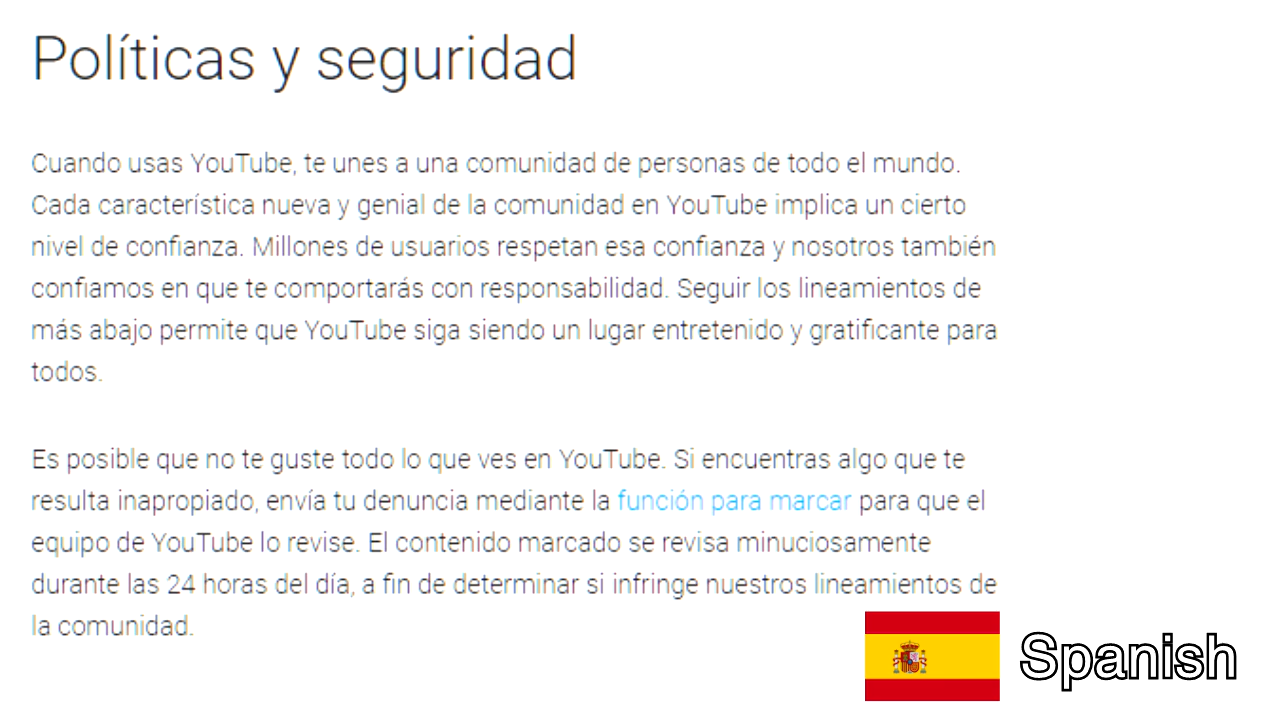 Políticas y seguridad
Cuando usas YouTube, te unes a una comunidad de personas de todo el mundo.
Cada característica nueva y genial de la comunidad en YouTube implica un cierto
nivel de confianza. Millones de usuarios respetan esa confianza y nosotros también
confiamos en que te comportarás con responsabilidad. Seguir los lineamientos de
más abajo permite que YouTube siga siendo un lugar entretenido y gratificante para
todos.
Es posible que no te guste todo lo que ves en YouTube. Si encuentras algo que te
resulta inapropiado, envía tu denuncia mediante la función para marcar para que el
equipo de YouTube lo revise. El contenido marcado se revisa minuciosamente
durante las 24 horas del día, a fin de determinar si infringe nuestros lineamientos de
la comunidad.
Spanish